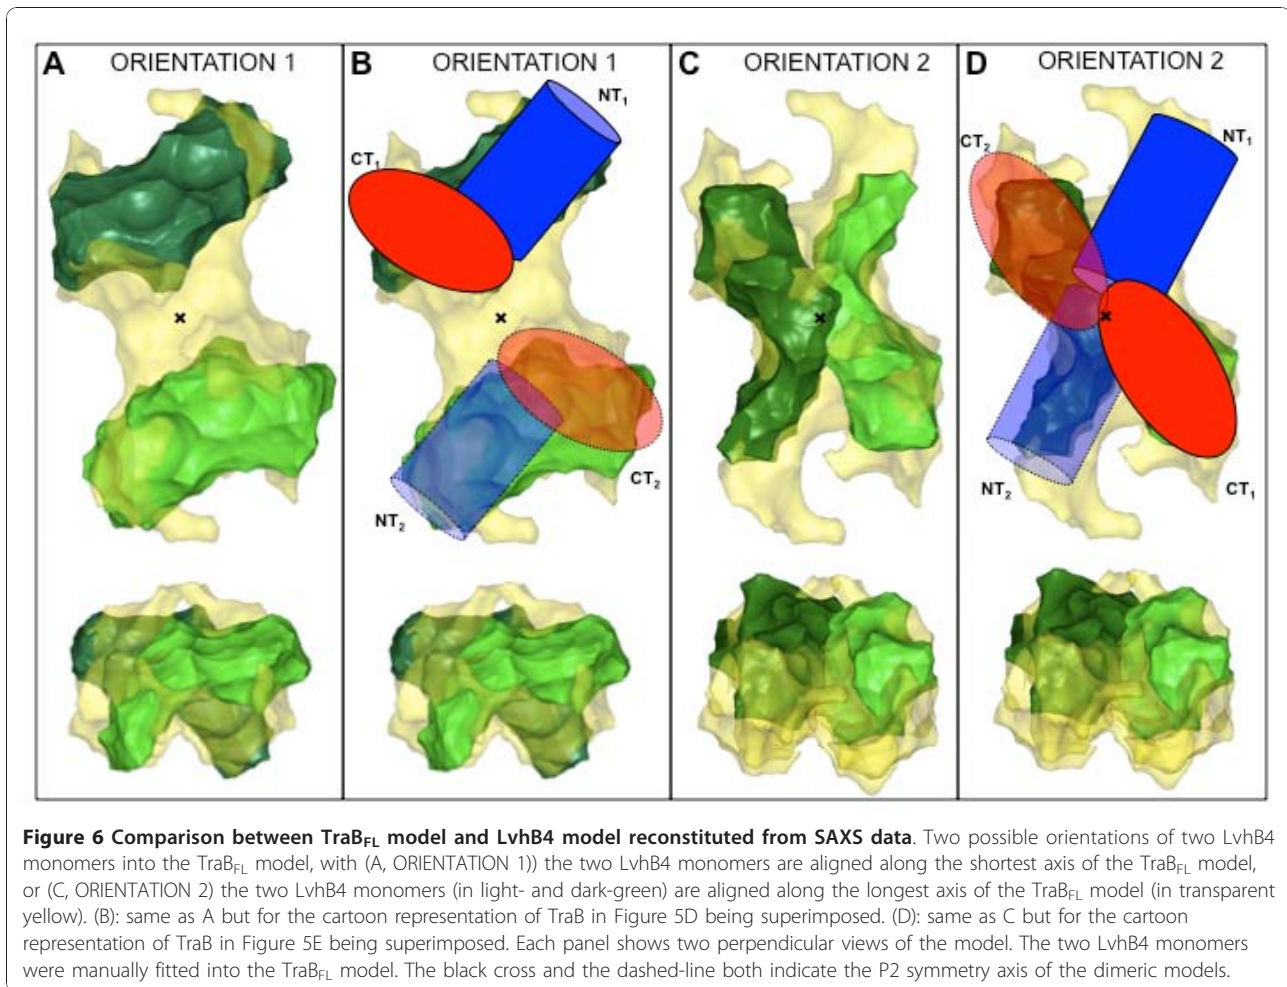 A ORIENTATION 1
B ORIENTATION 1
C ORIENTATION 2
D ORIENTATION 2
NT1
CT1
CT2
NT2
CT2
NT1
NT2
CT1
Figure 6 Comparison between TraBFL model and LvhB4 model reconstituted from SAXS data. Two possible orientations of two LvhB4
monomers into the TraBFL model, with (A, ORIENTATION 1)) the two LvhB4 monomers are aligned along the shortest axis of the TraBFL model,
or (C, ORIENTATION 2) the two LvhB4 monomers (in light- and dark-green) are aligned along the longest axis of the TraBFL model (in transparent
yellow). (B): same as A but for the cartoon representation of TraB in Figure 5D being superimposed. (D): same as C but for the cartoon
representation of TraB in Figure 5E being superimposed. Each panel shows two perpendicular views of the model. The two LvhB4 monomers
were manually fitted into the TraBFL model. The black cross and the dashed-line both indicate the P2 symmetry axis of the dimeric models.